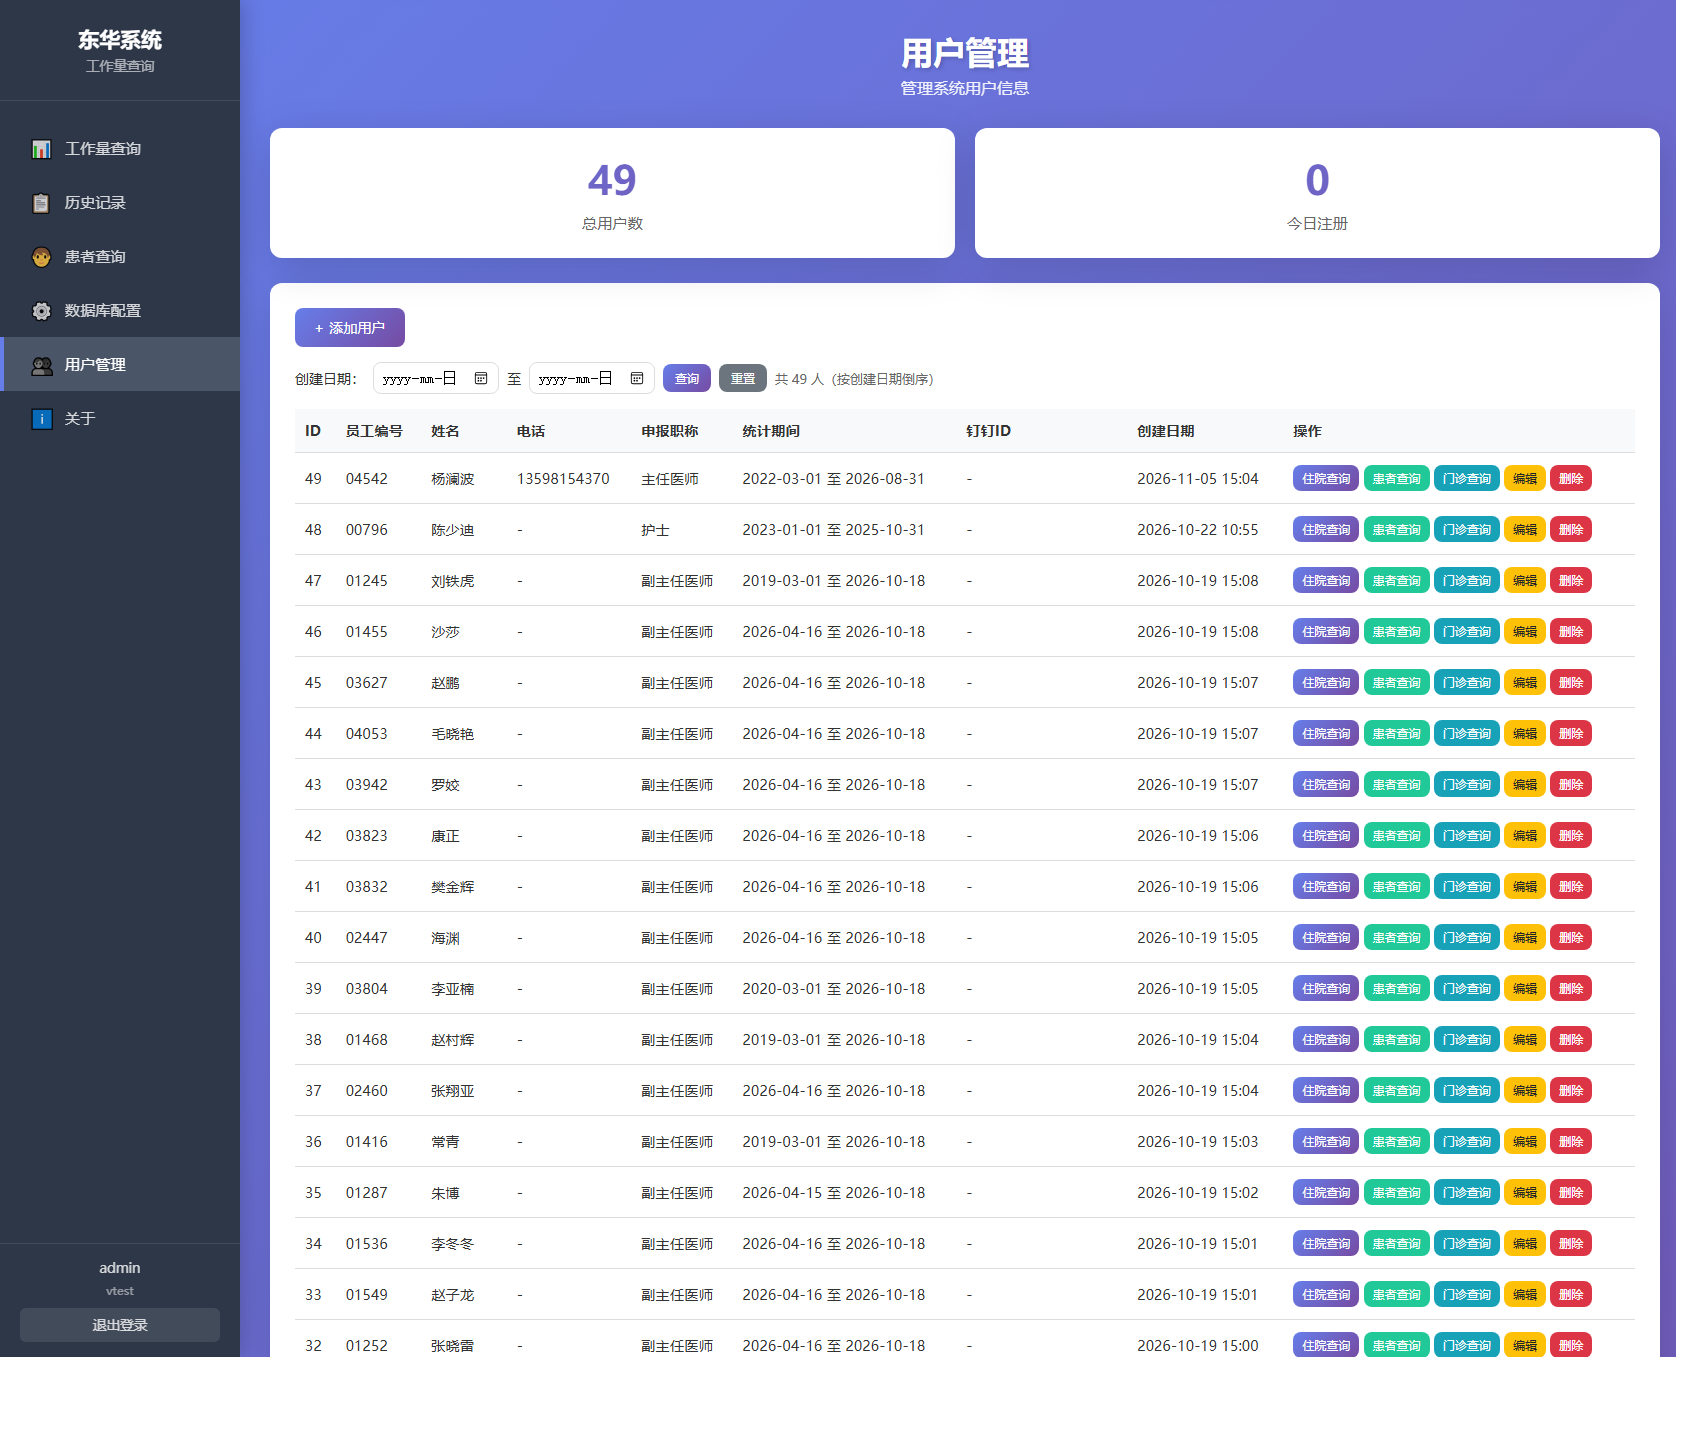 东华系统
工作量查询
工作量查询
历史记录
患者查询
数据库配置
用户管理
关于
admin
vtest
退出登录
用户管理
管理系统用户信息
49
总用户数
0
今日注册
+ 添加用户
创建日期: yyyy-mm-日 至 yyyy-mm-日 查询 重置 共 49 人（按创建日期倒序）
ID 员工编号 姓名 电话 申报职称 统计期间 钉钉ID 创建日期 操作
49 04542 杨澜波 13598154370 主任医师 2022-03-01 至 2026-08-31 - 2026-11-05 15:04 住院查询 患者查询 门诊查询 编辑 删除
48 00796 陈少迪 - 护士 2023-01-01 至 2025-10-31 - 2026-10-22 10:55 住院查询 患者查询 门诊查询 编辑 删除
47 01245 刘铁虎 - 副主任医师 2019-03-01 至 2026-10-18 - 2026-10-19 15:08 住院查询 患者查询 门诊查询 编辑 删除
46 01455 沙莎 - 副主任医师 2026-04-16 至 2026-10-18 - 2026-10-19 15:08 住院查询 患者查询 门诊查询 编辑 删除
45 03627 赵鹏 - 副主任医师 2026-04-16 至 2026-10-18 - 2026-10-19 15:07 住院查询 患者查询 门诊查询 编辑 删除
44 04053 毛晓艳 - 副主任医师 2026-04-16 至 2026-10-18 - 2026-10-19 15:07 住院查询 患者查询 门诊查询 编辑 删除
43 03942 罗姣 - 副主任医师 2026-04-16 至 2026-10-18 - 2026-10-19 15:07 住院查询 患者查询 门诊查询 编辑 删除
42 03823 康正 - 副主任医师 2026-04-16 至 2026-10-18 - 2026-10-19 15:06 住院查询 患者查询 门诊查询 编辑 删除
41 03832 樊金辉 - 副主任医师 2026-04-16 至 2026-10-18 - 2026-10-19 15:06 住院查询 患者查询 门诊查询 编辑 删除
40 02447 海渊 - 副主任医师 2026-04-16 至 2026-10-18 - 2026-10-19 15:05 住院查询 患者查询 门诊查询 编辑 删除
39 03804 李亚楠 - 副主任医师 2020-03-01 至 2026-10-18 - 2026-10-19 15:05 住院查询 患者查询 门诊查询 编辑 删除
38 01468 赵村辉 - 副主任医师 2019-03-01 至 2026-10-18 - 2026-10-19 15:04 住院查询 患者查询 门诊查询 编辑 删除
37 02460 张翔亚 - 副主任医师 2026-04-16 至 2026-10-18 - 2026-10-19 15:04 住院查询 患者查询 门诊查询 编辑 删除
36 01416 常青 - 副主任医师 2019-03-01 至 2026-10-18 - 2026-10-19 15:03 住院查询 患者查询 门诊查询 编辑 删除
35 01287 朱博 - 副主任医师 2026-04-15 至 2026-10-18 - 2026-10-19 15:02 住院查询 患者查询 门诊查询 编辑 删除
34 01536 李冬冬 - 副主任医师 2026-04-16 至 2026-10-18 - 2026-10-19 15:01 住院查询 患者查询 门诊查询 编辑 删除
33 01549 赵子龙 - 副主任医师 2026-04-16 至 2026-10-18 - 2026-10-19 15:01 住院查询 患者查询 门诊查询 编辑 删除
32 01252 张晓雷 - 副主任医师 2026-04-16 至 2026-10-18 - 2026-10-19 15:00 住院查询 患者查询 门诊查询 编辑 删除